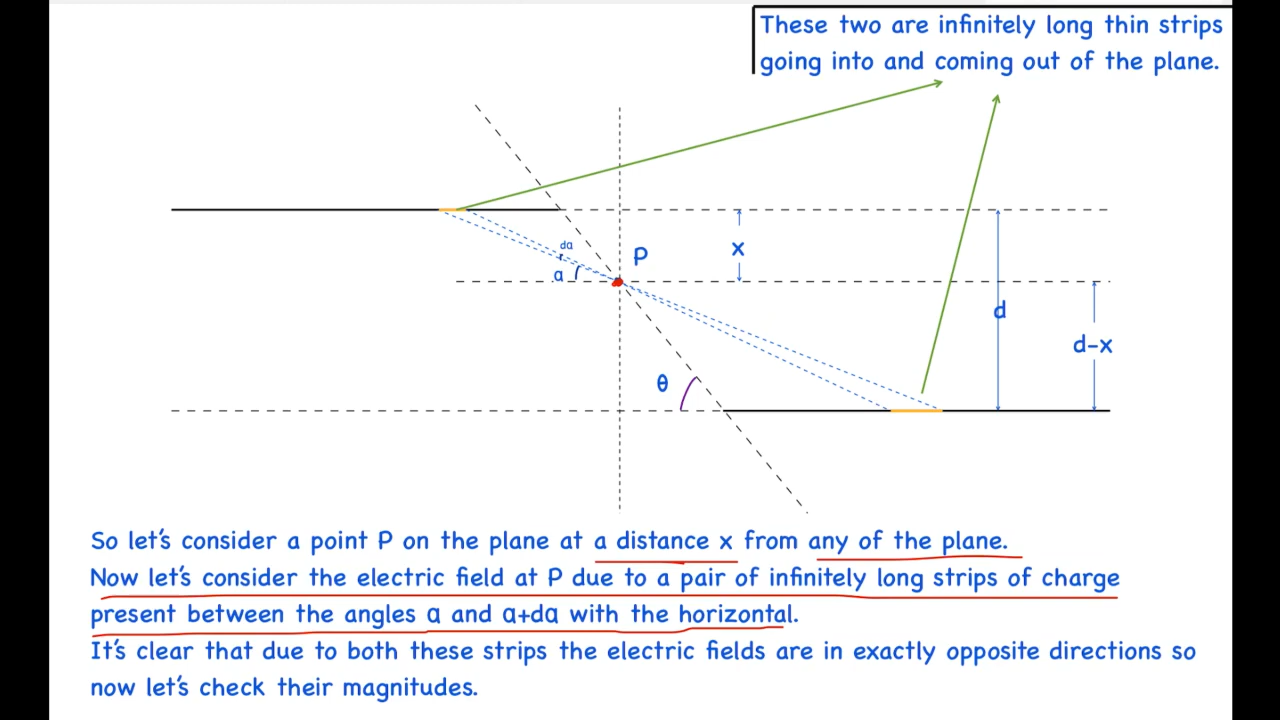 These two are infinitely long thin strips
going into and coming out of the plane.
da
a
P
x
d
d-x
θ
So let's consider a point P on the plane at a distance x from any of the plane.
Now let's consider the electric field at P due to a pair of infinitely long strips of charge
present between the angles a and a+da with the horizontal.
It's clear that due to both these strips the electric fields are in exactly opposite directions so
now let's check their magnitudes.